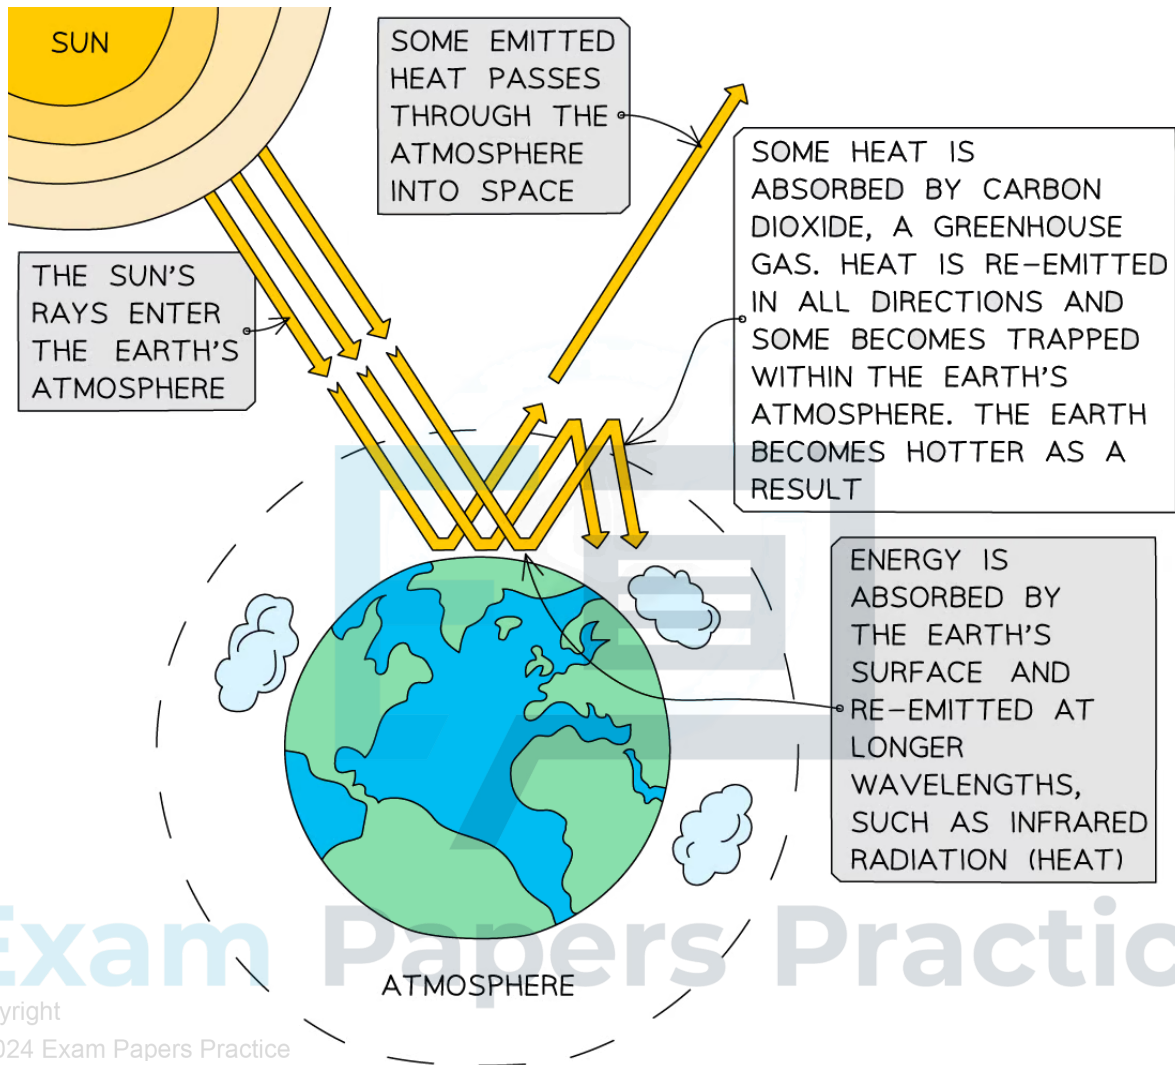 SUN
SOME EMITTED
HEAT PASSES
THROUGH THE
ATMOSPHERE
INTO SPACE
SOME HEAT IS
ABSORBED BY CARBON
DIOXIDE, A GREENHOUSE
GAS. HEAT IS RE-EMITTED
IN ALL DIRECTIONS AND
SOME BECOMES TRAPPED
WITHIN THE EARTH'S
ATMOSPHERE. THE EARTH
BECOMES HOTTER AS A
RESULT
THE SUN'S
RAYS ENTER
THE EARTH'S
ATMOSPHERE
ENERGY IS
ABSORBED BY
THE EARTH'S
SURFACE AND
RE-EMITTED AT
LONGER
WAVELENGTHS,
SUCH AS INFRARED
RADIATION (HEAT)
Exam Papers Practic
ATMOSPHERE
yright
024 Exam Papers Practice